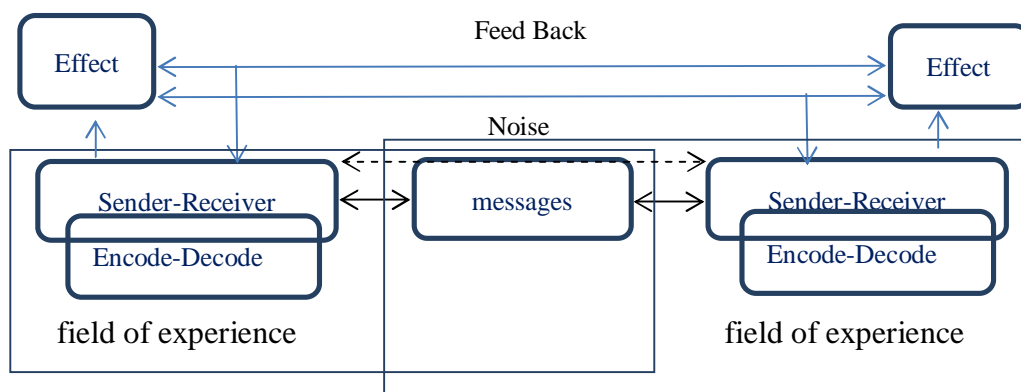 Feed Back
Effect
Effect
Noise
Sender-Receiver
messages
Sender-Receiver
Encode-Decode
Encode-Decode
field of experience
field of experience